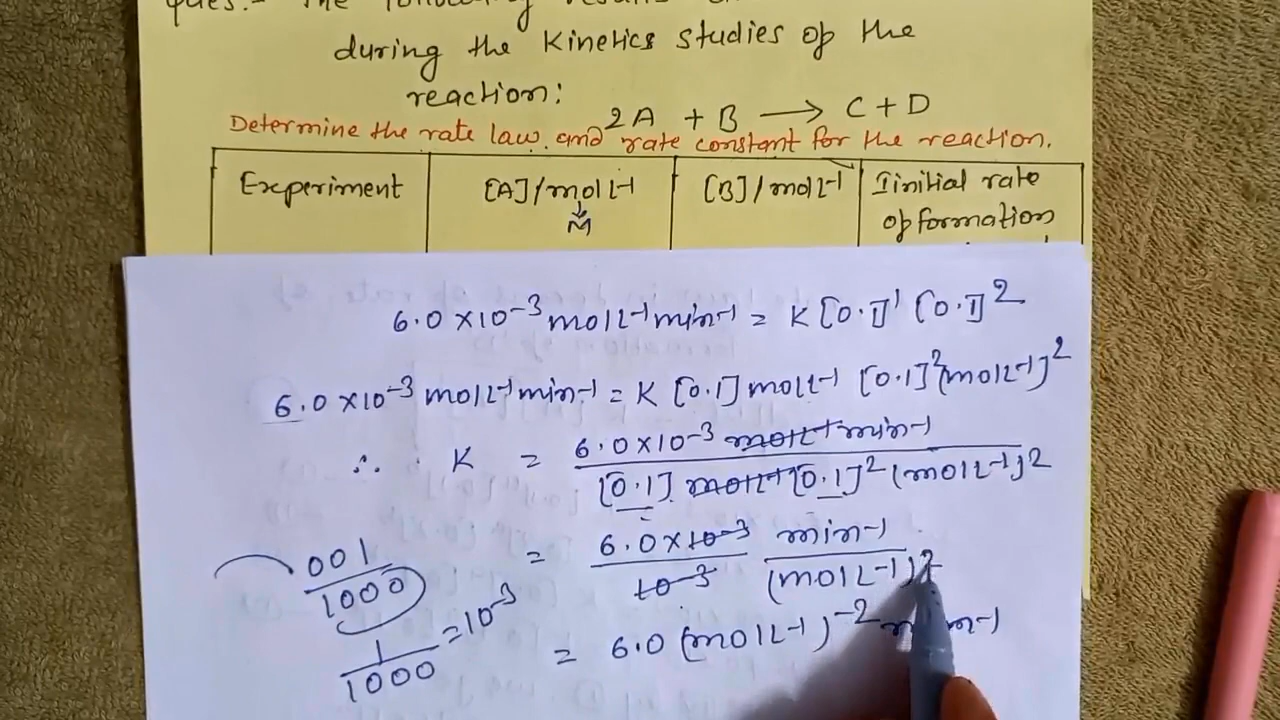 ques:- The following results
during the Kinetics studies of the
reaction:
2A + B → C + D
Determine the rate law and rate constant for the reaction.
Experiment [A]/mol L-1 [B]/mol L-1 Iinitial rate
M of formation
6.0 × 10-3 mol L-1 min-1 = K [0.1]1 [0.1]2
6.0 × 10-3 mol L-1 min-1 = K [0.1] mol L-1 [0.1]2 (mol L-1)2
∴ K = 6.0 × 10-3 mol L-1 min-1
[0.1] mol L-1 [0.1]2 (mol L-1)2
= 6.0 × 10-3 min-1
10-3 (mol L-1)2
001
1000
1 = 10-3
1000
= 6.0 (mol L-1)-2